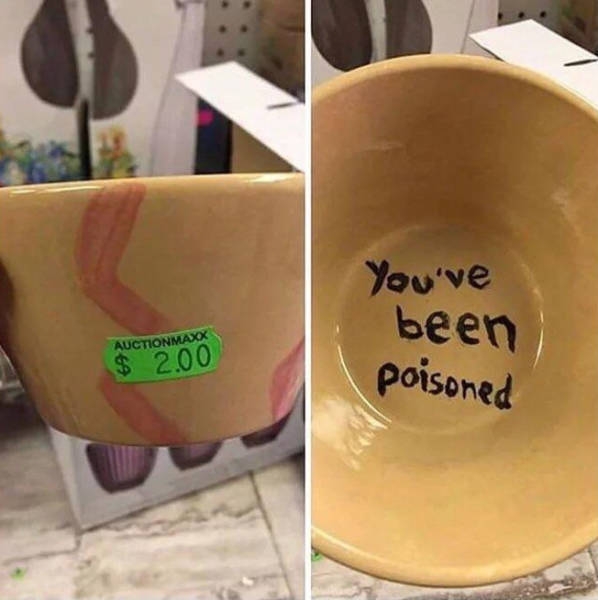 AUCTIONMAXX
$ 2.00
You've
been
poisoned